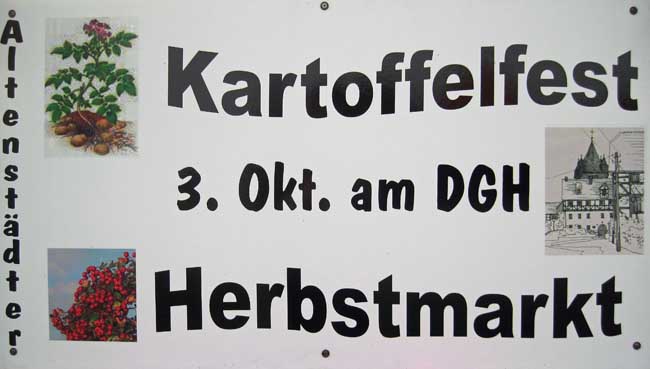 Altenstädter
Kartoffelfest
3. Okt. am DGH
Herbstmarkt